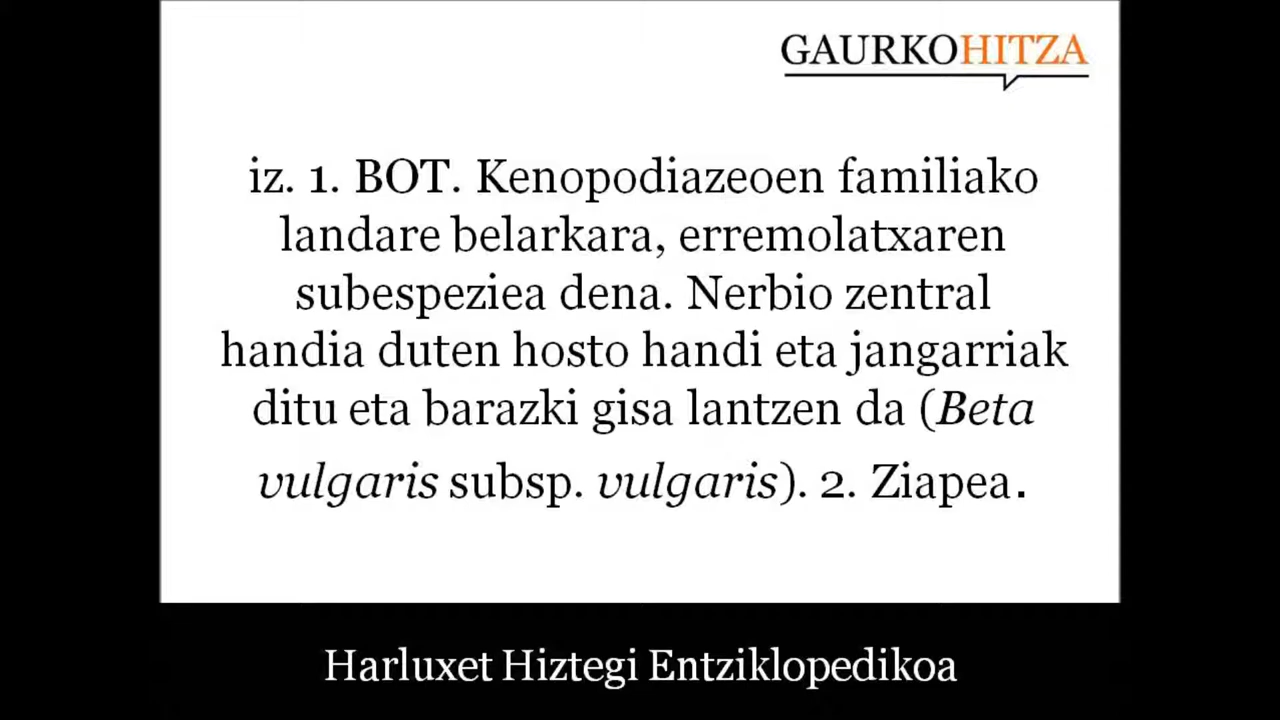 GAURKOHITZA
iz. 1. BOT. Kenopodiazeoen familiako
landare belarkara, erremolatxaren
subespeziea dena. Nerbio zentral
handia duten hosto handi eta jangarriak
ditu eta barazki gisa lantzen da (Beta
vulgaris subsp. vulgaris). 2. Ziapea.
Harluxet Hiztegi Entziklopedikoa